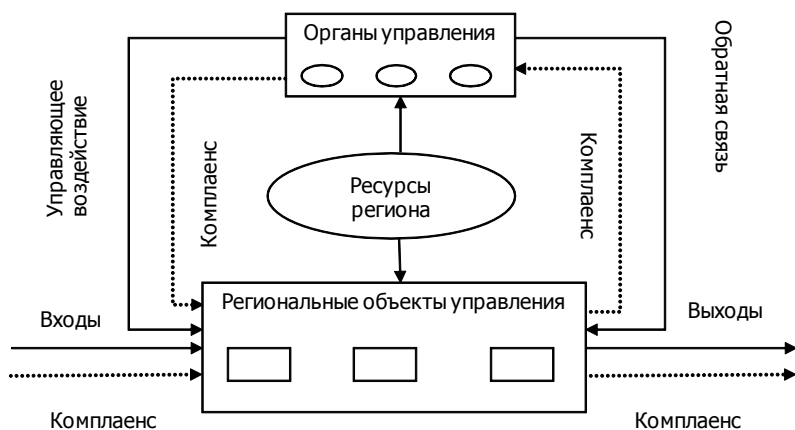 Органы управления
Управляющее
воздействие
Комплаенс
Ресурсы
региона
Комплаенс
Обратная связь
Региональные объекты управления
Входы
Выходы
Комплаенс
Комплаенс